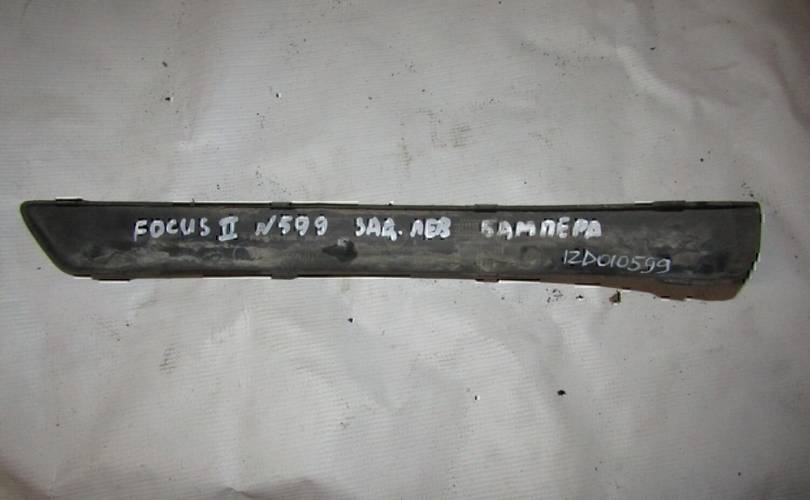 FOCUS II N599 ЗАД. ЛЕВ БАМПЕРА
1ZD010599